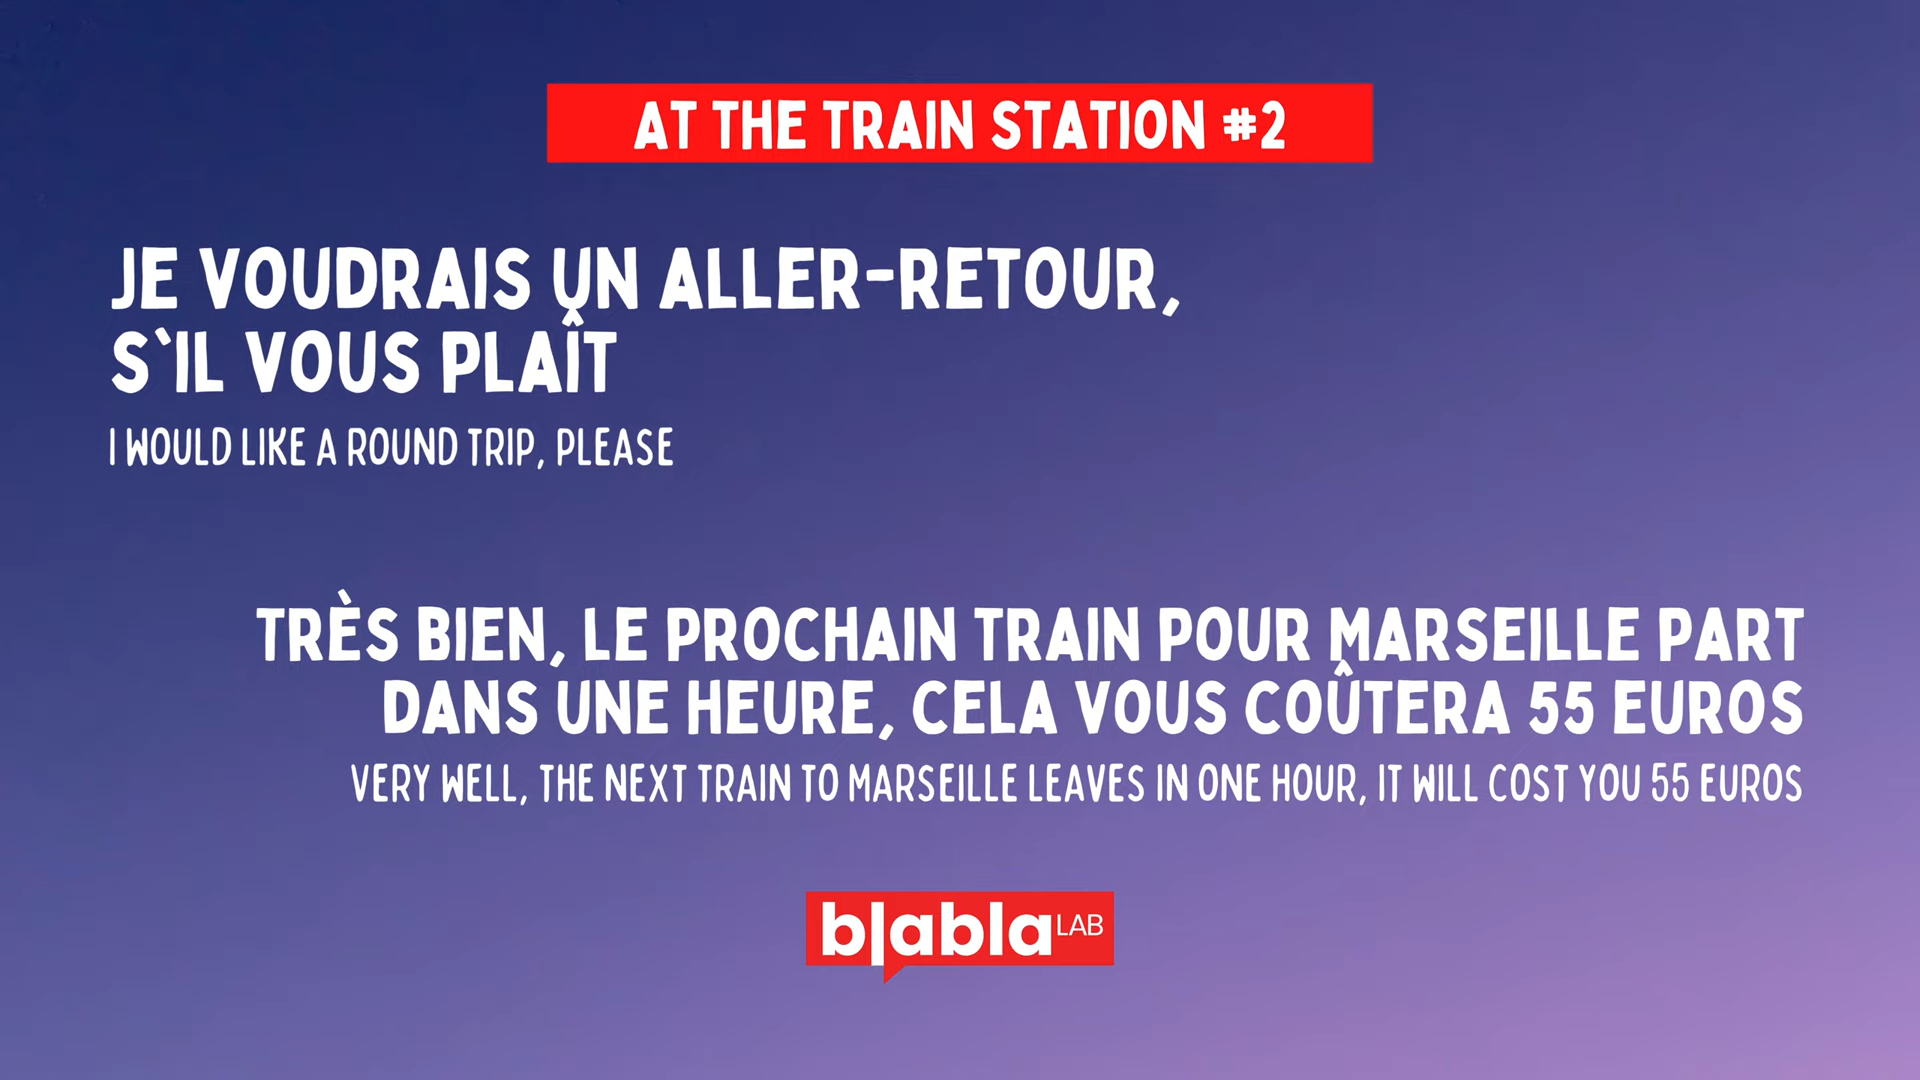 AT THE TRAIN STATION #2
JE VOUDRAIS UN ALLER-RETOUR,
S'IL VOUS PLAÎT
I WOULD LIKE A ROUND TRIP, PLEASE
TRÈS BIEN, LE PROCHAIN TRAIN POUR MARSEILLE PART
DANS UNE HEURE, CELA VOUS COÛTERA 55 EUROS
VERY WELL, THE NEXT TRAIN TO MARSEILLE LEAVES IN ONE HOUR, IT WILL COST YOU 55 EUROS
blabla LAB